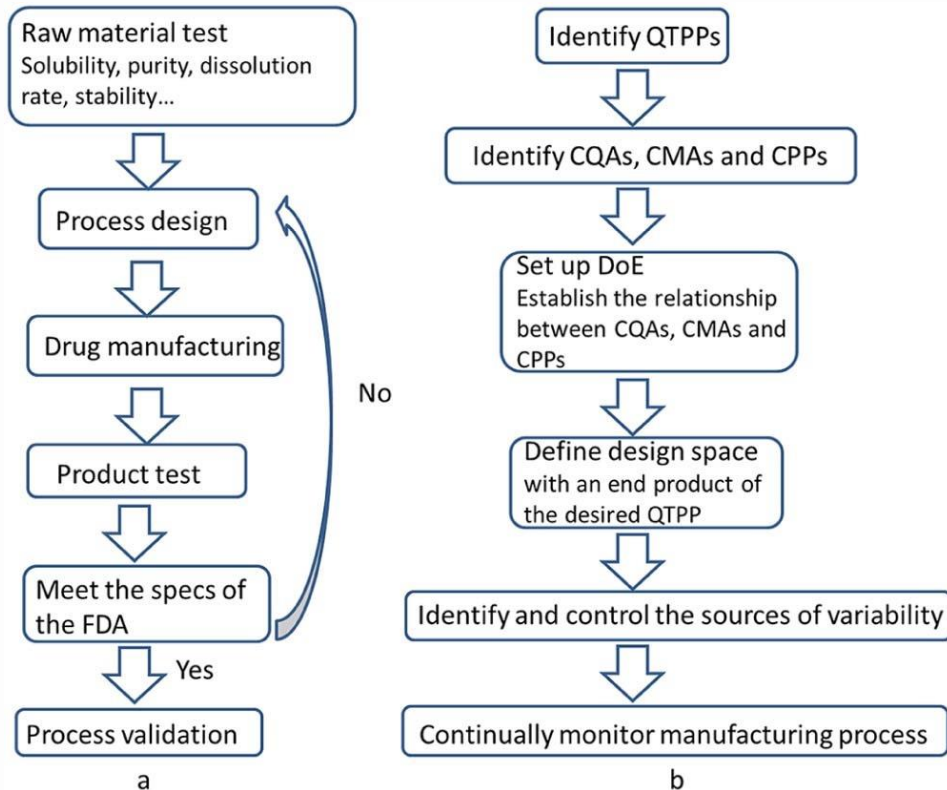 Raw material test
Solubility, purity, dissolution
rate, stability...
Process design
Drug manufacturing
Product test
Meet the specs of
the FDA
No
Yes
Process validation
a
Identify QTPPs
Identify CQAs, CMAs and CPPs
Set up DoE
Establish the relationship
between CQAs, CMAs and
CPPs
Define design space
with an end product of
the desired QTPP
Identify and control the sources of variability
Continually monitor manufacturing process
b